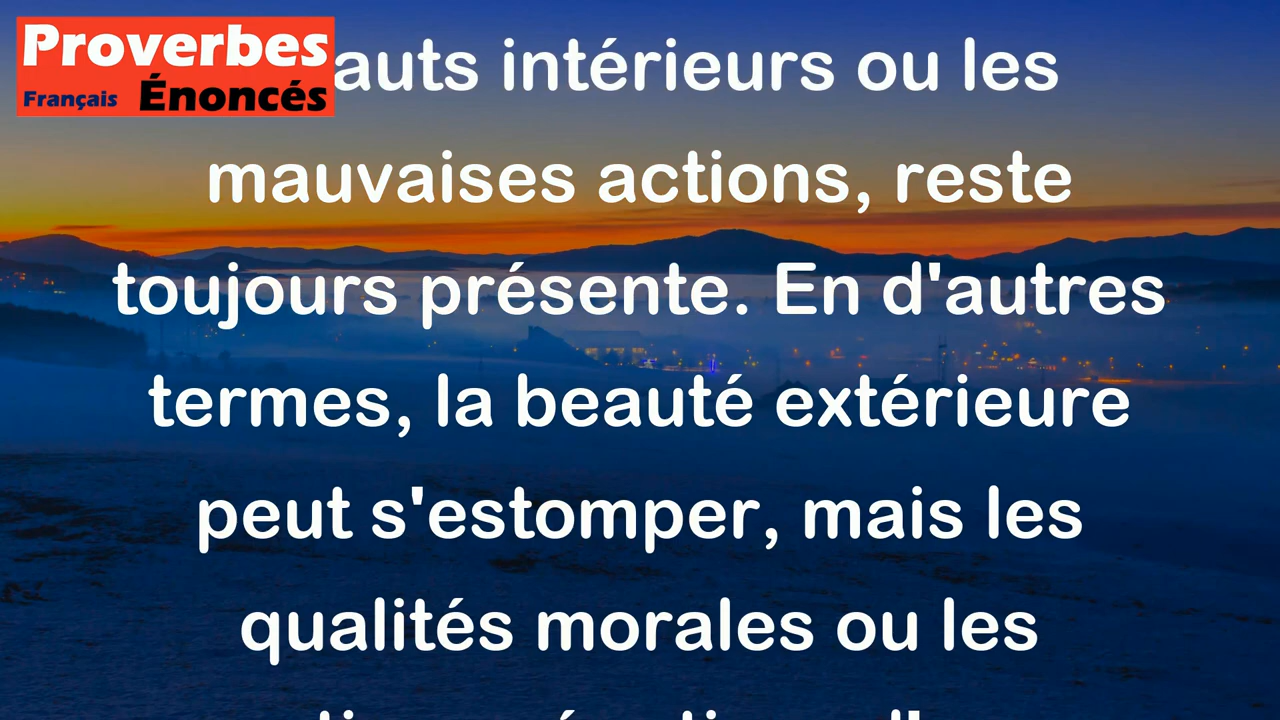 Proverbes
Français Énoncés
auts intérieurs ou les
mauvaises actions, reste
toujours présente. En d'autres
termes, la beauté extérieure
peut s'estomper, mais les
qualités morales ou les